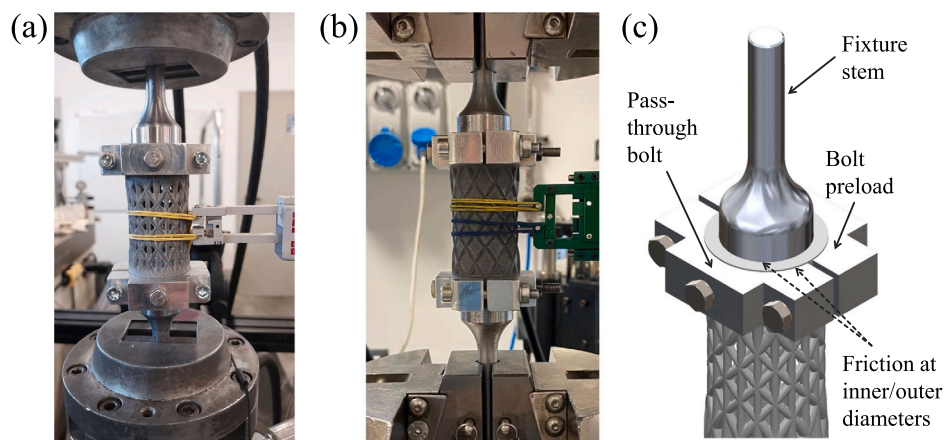 (a)
(b)
(c)
Fixture
stem
Pass-
through
bolt
Bolt
preload
Friction at
inner/outer
diameters